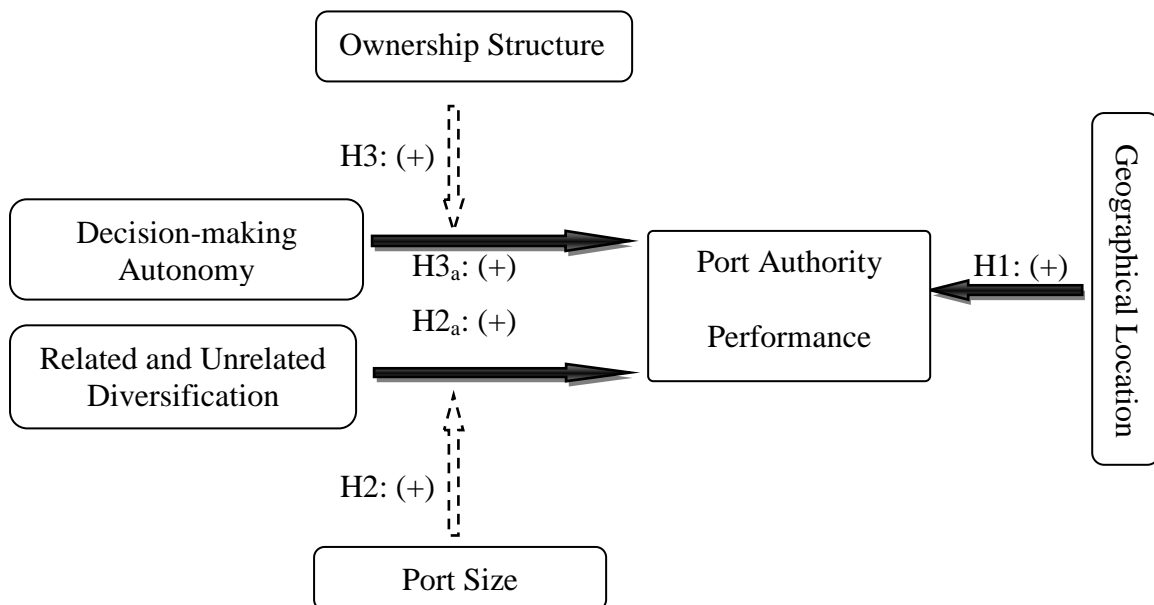 Ownership Structure
H3: (+)
Decision-making
Autonomy
H3a: (+)
H2a: (+)
Related and Unrelated
Diversification
H2: (+)
Port Size
Port Authority
Performance
H1: (+)
Geographical Location